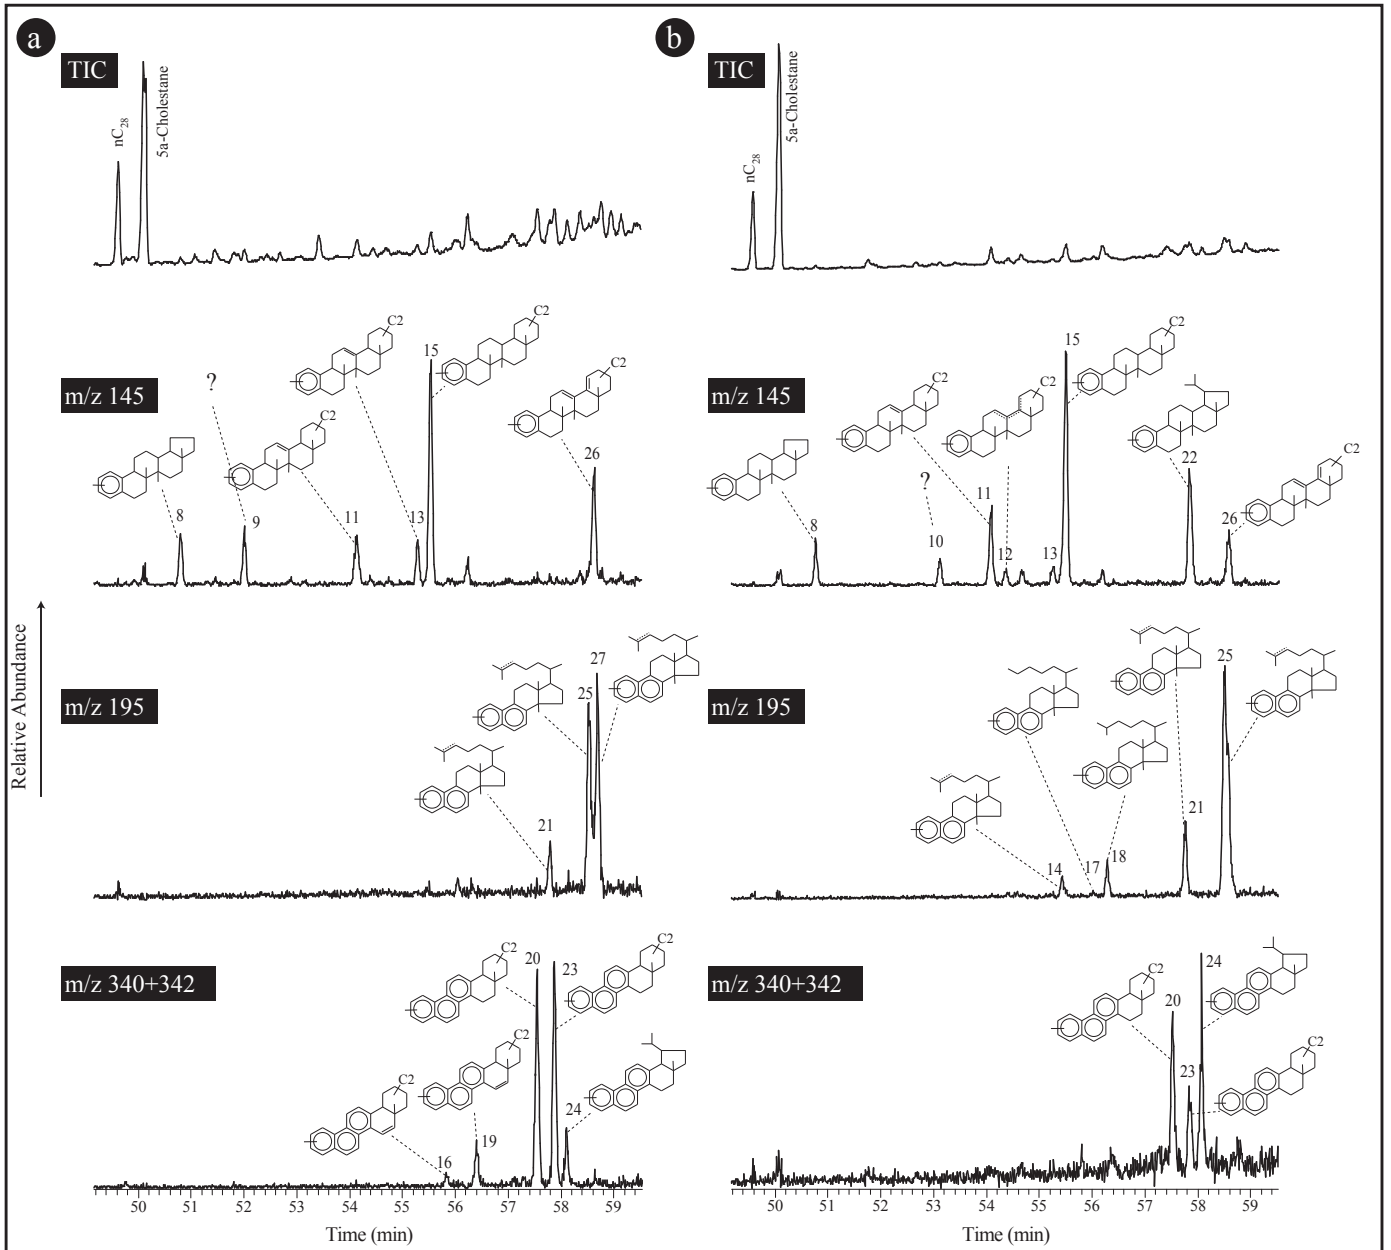 a
TIC
nC28
5a-Cholestane
m/z 145
8
?
9
C2
11
C2
13
15
C2
C2
26
m/z 195
21
25
27
m/z 340+342
C2
16
C2
19
C2
20
23
C2
24
50 51 52 53 54 55 56 57 58 59
Time (min)
Relative Abundance
b
TIC
nC28
5a-Cholestane
m/z 145
8
?
10
C2
11
C2
12
13
15
C2
22
26
C2
m/z 195
14
17
18
21
25
m/z 340+342
C2
20
23
C2
24
50 51 52 53 54 55 56 57 58 59
Time (min)